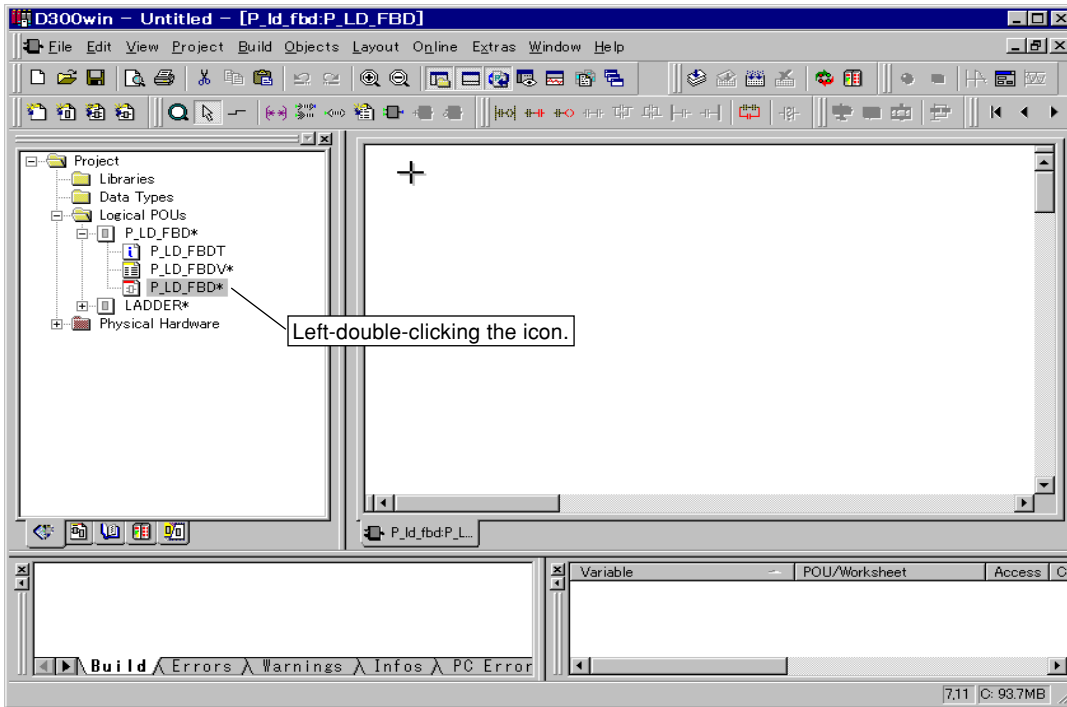 D300win - Untitled - [P_ld_fbd:P_LD_FBD]
File Edit View Project Build Objects Layout Online Extras Window Help
Project
Libraries
Data Types
Logical POUs
P_LD_FBD*
P_LD_FBDT
P_LD_FBDV*
P_LD_FBD*
LADDER*
Physical Hardware
Left-double-clicking the icon.
P_ld_fbd:P_L...
Variable POU/Worksheet Access C
Build Errors Warnings Infos PC Error
7,11 C: 93.7MB